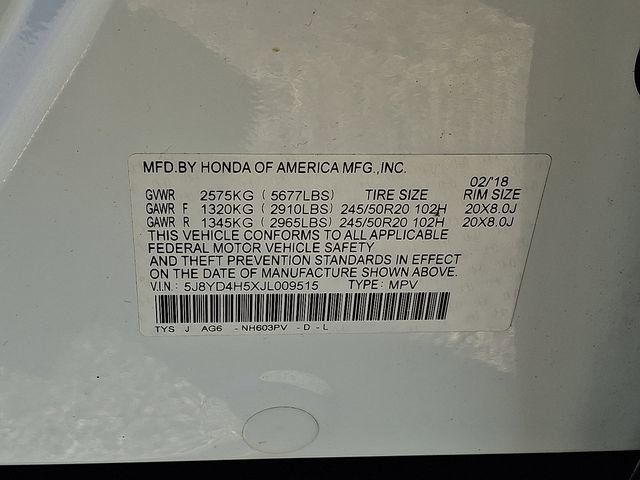 MFD.BY HONDA OF AMERICA MFG.,INC.
02/'18
GVWR 2575KG (5677LBS) TIRE SIZE RIM SIZE
GAWR F 1320KG (2910LBS) 245/50R20 102H 20X8.0J
GAWR R 1345KG (2965LBS) 245/50R20 102H 20X8.0J
THIS VEHICLE CONFORMS TO ALL APPLICABLE
FEDERAL MOTOR VEHICLE SAFETY
AND THEFT PREVENTION STANDARDS IN EFFECT
ON THE DATE OF MANUFACTURE SHOWN ABOVE.
V.I.N: 5J8YD4H5XJL009515 TYPE: MPV
TYS J AG6 -NH603PV -D-L